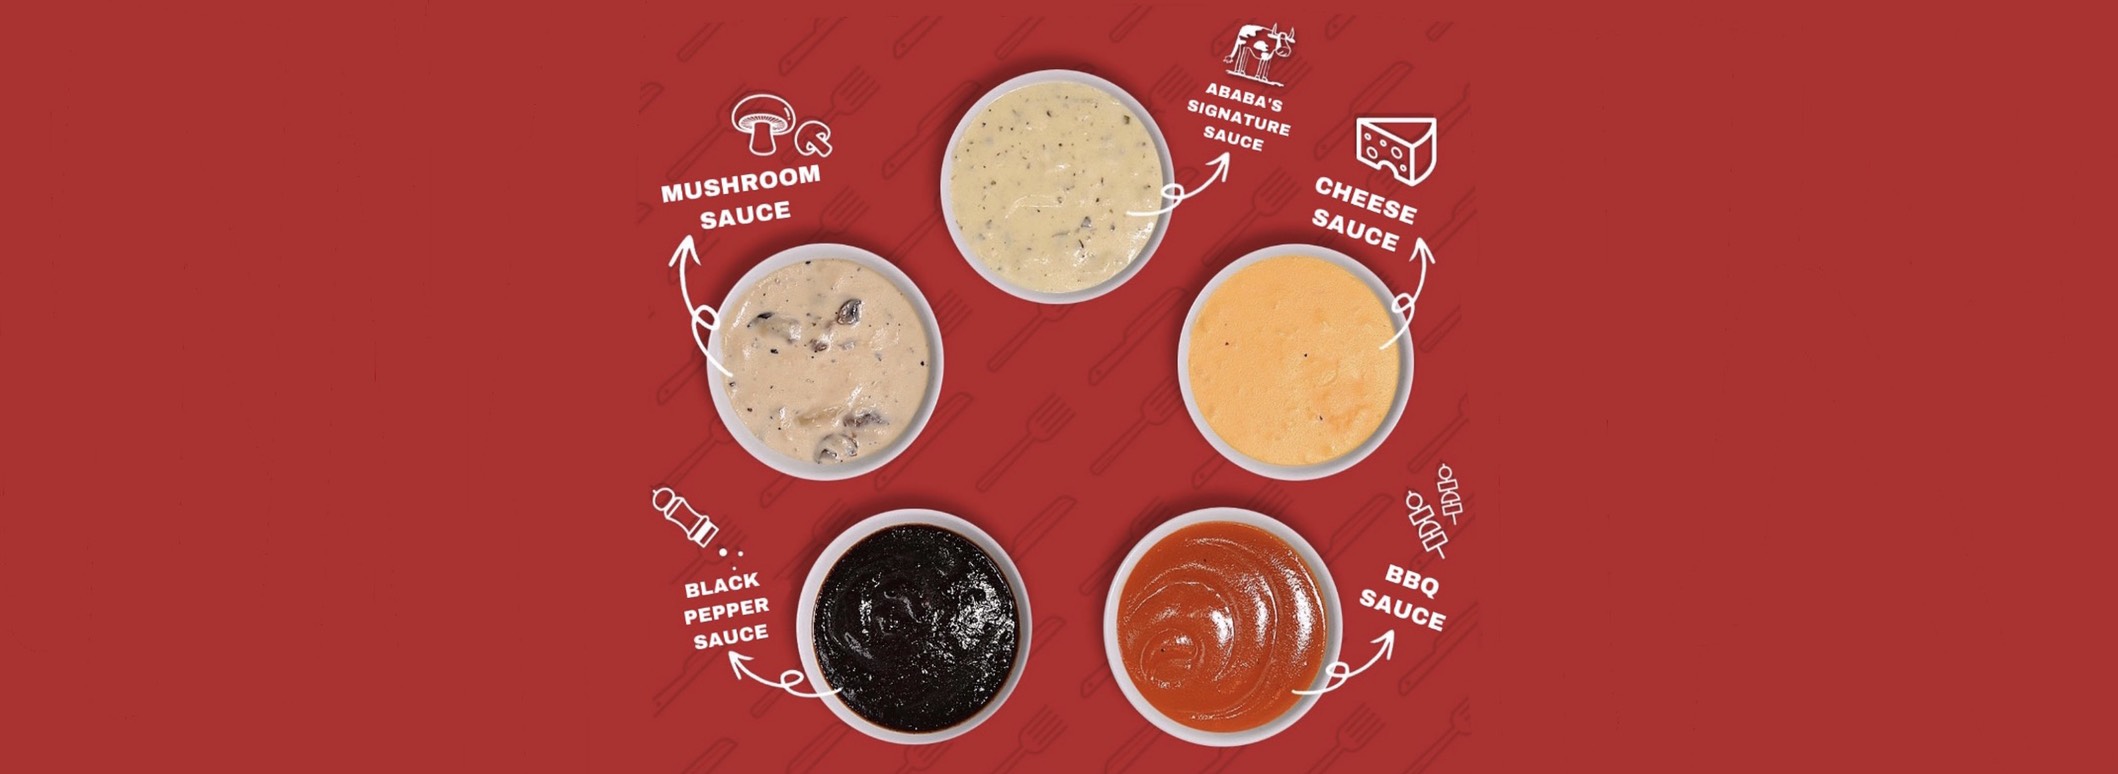 ABABA'S
SIGNATURE
SAUCE
MUSHROOM
SAUCE
CHEESE
SAUCE
BLACK
PEPPER
SAUCE
BBQ
SAUCE